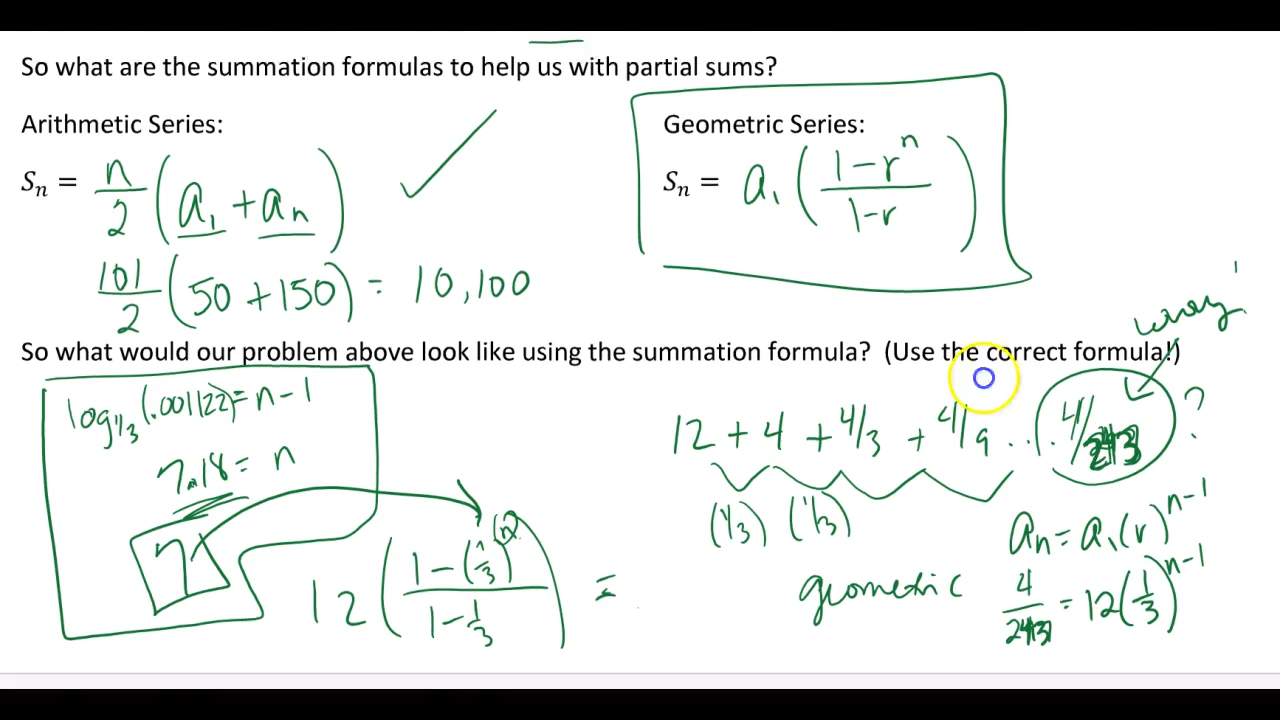 So what are the summation formulas to help us with partial sums?
Arithmetic Series:
Sₙ = n/2 (a₁ + aₙ)
101/2 (50 + 150) = 10,100
Geometric Series:
Sₙ = a₁ (1 - rⁿ / 1 - r)
So what would our problem above look like using the summation formula? (Use the correct formula!)
log₁/₃ (.001122) = n - 1
7.18 = n
7
12 (1 - (1/3)⁽ⁿ⁾ / 1 - 1/3) =
12 + 4 + 4/3 + 4/9 .... 4/243 ?
(1/3) (1/3)
geometric
aₙ = a₁(r)ⁿ⁻¹
4/243 = 12(1/3)ⁿ⁻¹